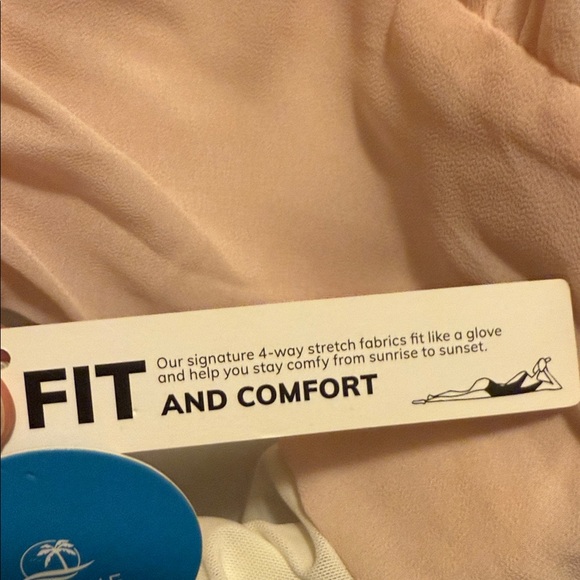 Our signature 4-way stretch fabrics fit like a glove
and help you stay comfy from sunrise to sunset.
FIT AND COMFORT